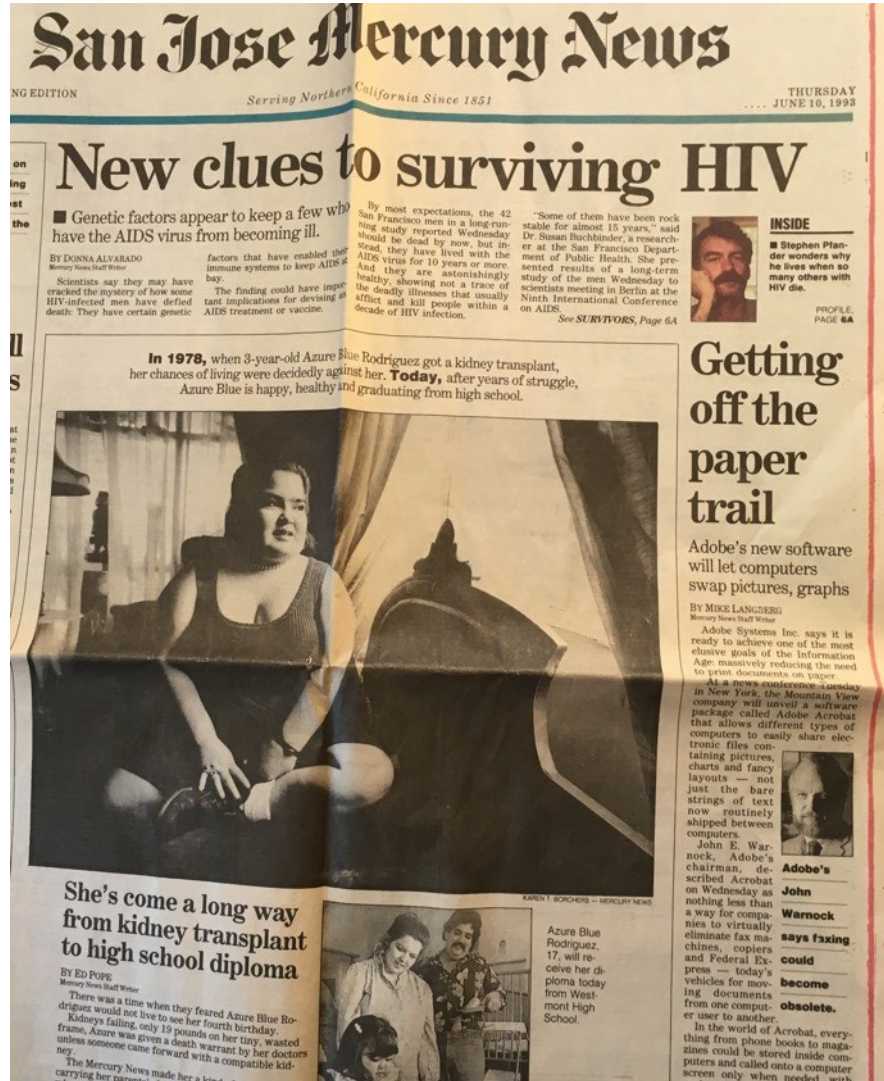 San Jose Mercury News
NG EDITION
Serving Northern California Since 1851
THURSDAY
.... JUNE 10, 1993
on
ing
st
the
New clues to surviving HIV
■ Genetic factors appear to keep a few who
have the AIDS virus from becoming ill.
BY DONNA ALVARADO
Mercury News Staff Writer
Scientists say they may have
cracked the mystery of how some
HIV-infected men have defied
death: They have certain genetic
factors that have enabled their
immune systems to keep AIDS at
bay.
The finding could have impor-
tant implications for devising an
AIDS treatment or vaccine.
By most expectations, the 42
San Francisco men in a long-run-
ning study reported Wednesday
should be dead by now, but in-
stead, they have lived with the
AIDS virus for 10 years or more.
And they are astonishingly
healthy, showing not a trace of
the deadly illnesses that usually
afflict and kill people within a
decade of HIV infection.
"Some of them have been rock
stable for almost 15 years," said
Dr. Susan Buchbinder, a research-
er at the San Francisco Depart-
ment of Public Health. She pre-
sented results of a long-term
study of the men Wednesday to
scientists meeting in Berlin at the
Ninth International Conference
on AIDS.
See SURVIVORS, Page 6A
INSIDE
■ Stephen Pfan-
der wonders why
he lives when so
many others with
HIV die.
PROFILE,
PAGE 6A
In 1978, when 3-year-old Azure Blue Rodriguez got a kidney transplant,
her chances of living were decidedly against her. Today, after years of struggle,
Azure Blue is happy, healthy and graduating from high school.
KAREN T. BORCHERS — MERCURY NEWS
She's come a long way
from kidney transplant
to high school diploma
BY ED POPE
Mercury News Staff Writer
There was a time when they feared Azure Blue Ro-
driguez would not live to see her fourth birthday.
Kidneys failing, only 19 pounds on her tiny, wasted
frame, Azure was given a death warrant by her doctors
unless someone came forward with a compatible kid-
ney.
The Mercury News made her a
carrying her
Azure Blue
Rodriguez,
17, will re-
ceive her di-
ploma today
from West-
mont High
School.
Getting
off the
paper
trail
Adobe's new software
will let computers
swap pictures, graphs
BY MIKE LANGBERG
Mercury News Staff Writer
Adobe Systems Inc. says it is
ready to achieve one of the most
elusive goals of the Information
Age: massively reducing the need
to print documents on paper.
At a news conference Tuesday
in New York, the Mountain View
company will unveil a software
package called Adobe Acrobat
that allows different types of
computers to easily share elec-
tronic files con-
taining pictures,
charts and fancy
layouts — not
just the bare
strings of text
now routinely
shipped between
computers.
John E. War-
nock, Adobe's
chairman, de-
scribed Acrobat
on Wednesday as
nothing less than
a way for compa-
nies to virtually
eliminate fax ma-
chines, copiers
and Federal Ex-
press — today's
vehicles for mov-
ing documents
from one comput-
er user to another.
Adobe's
John
Warnock
says faxing
could
become
obsolete.
In the world of Acrobat, every-
thing from phone books to maga-
zines could be stored inside com-
puters and called onto a computer
screen only when needed, with